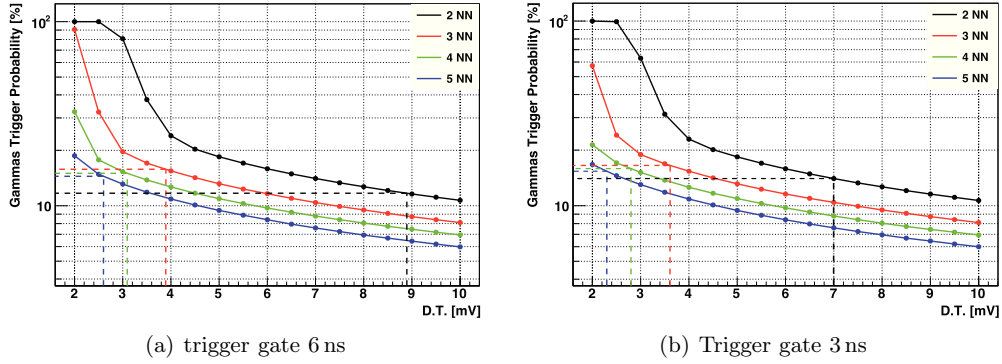 Gammas Trigger Probability [%]
10²
10
2 NN
3 NN
4 NN
5 NN
2 3 4 5 6 7 8 9 10
D.T. [mV]
(a) trigger gate 6 ns
Gammas Trigger Probability [%]
10²
10
2 NN
3 NN
4 NN
5 NN
2 3 4 5 6 7 8 9 10
D.T. [mV]
(b) Trigger gate 3 ns